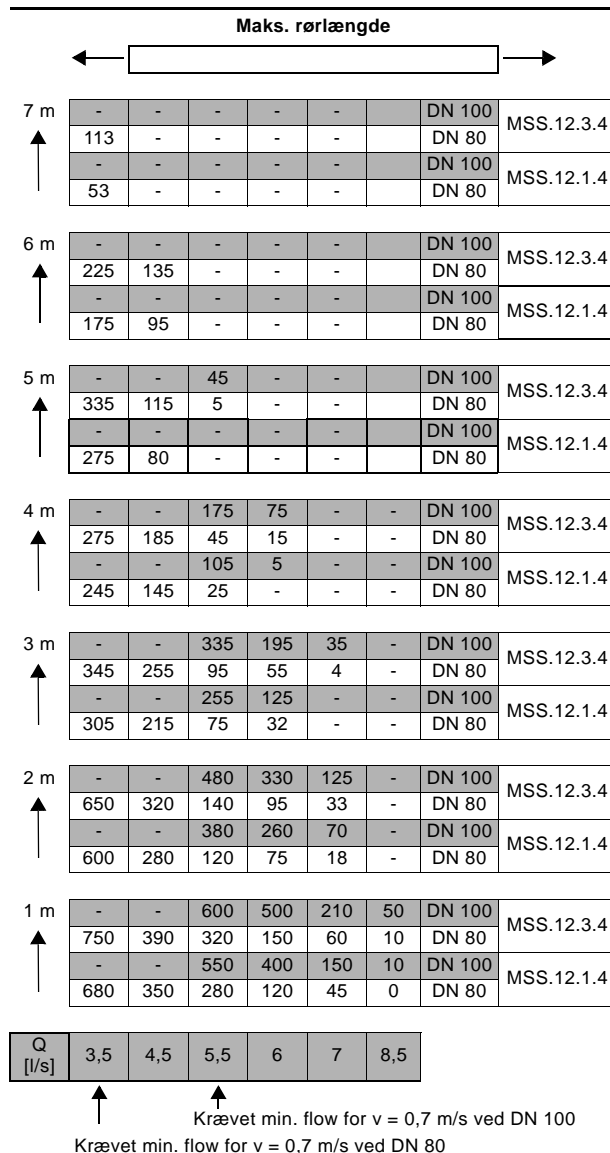 Maks. rørlængde
7 m - - - - - DN 100 MSS.12.3.4
113 - - - - DN 80
- - - - - DN 100 MSS.12.1.4
53 - - - - DN 80
6 m - - - - - DN 100 MSS.12.3.4
225 135 - - - DN 80
- - - - - DN 100 MSS.12.1.4
175 95 - - - DN 80
5 m - - 45 - - DN 100 MSS.12.3.4
335 115 5 - - DN 80
- - - - - DN 100 MSS.12.1.4
275 80 - - - DN 80
4 m - - 175 75 - - DN 100 MSS.12.3.4
275 185 45 15 - - DN 80
- - 105 5 - - DN 100 MSS.12.1.4
245 145 25 - - - DN 80
3 m - - 335 195 35 - DN 100 MSS.12.3.4
345 255 95 55 4 - DN 80
- - 255 125 - - DN 100 MSS.12.1.4
305 215 75 32 - - DN 80
2 m - - 480 330 125 - DN 100 MSS.12.3.4
650 320 140 95 33 - DN 80
- - 380 260 70 - DN 100 MSS.12.1.4
600 280 120 75 18 - DN 80
1 m - - 600 500 210 50 DN 100 MSS.12.3.4
750 390 320 150 60 10 DN 80
- - 550 400 150 10 DN 100 MSS.12.1.4
680 350 280 120 45 0 DN 80
Q [l/s] 3,5 4,5 5,5 6 7 8,5
Krævet min. flow for v = 0,7 m/s ved DN 100
Krævet min. flow for v = 0,7 m/s ved DN 80